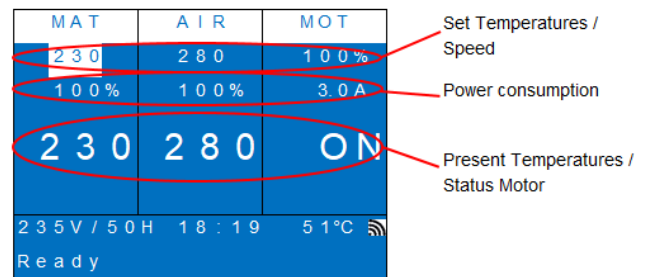 MAT AIR MOT
230 280 100%
100% 100% 3.0A
230 280 ON
235V/50H 18:19 51°C
Ready
Set Temperatures /
Speed
Power consumption
Present Temperatures /
Status Motor